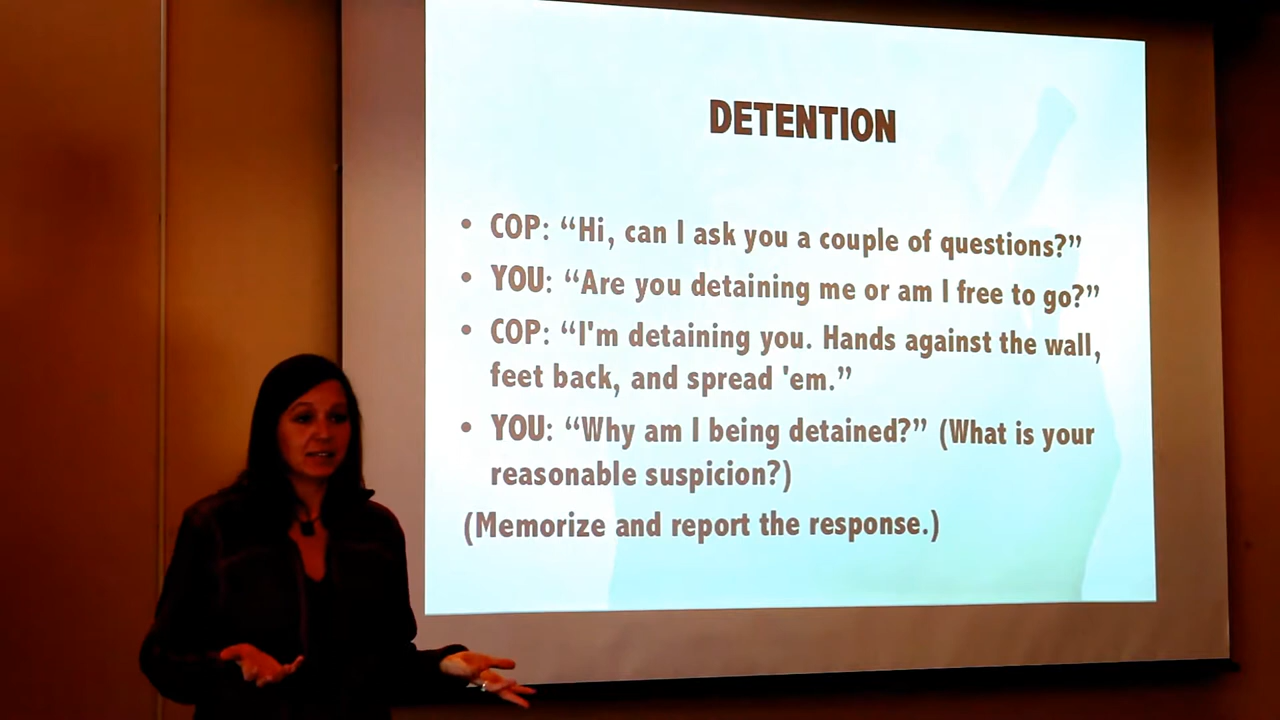 DETENTION
• COP: “Hi, can I ask you a couple of questions?”
• YOU: “Are you detaining me or am I free to go?”
• COP: “I'm detaining you. Hands against the wall,
feet back, and spread 'em.”
• YOU: “Why am I being detained?” (What is your
reasonable suspicion?)
(Memorize and report the response.)